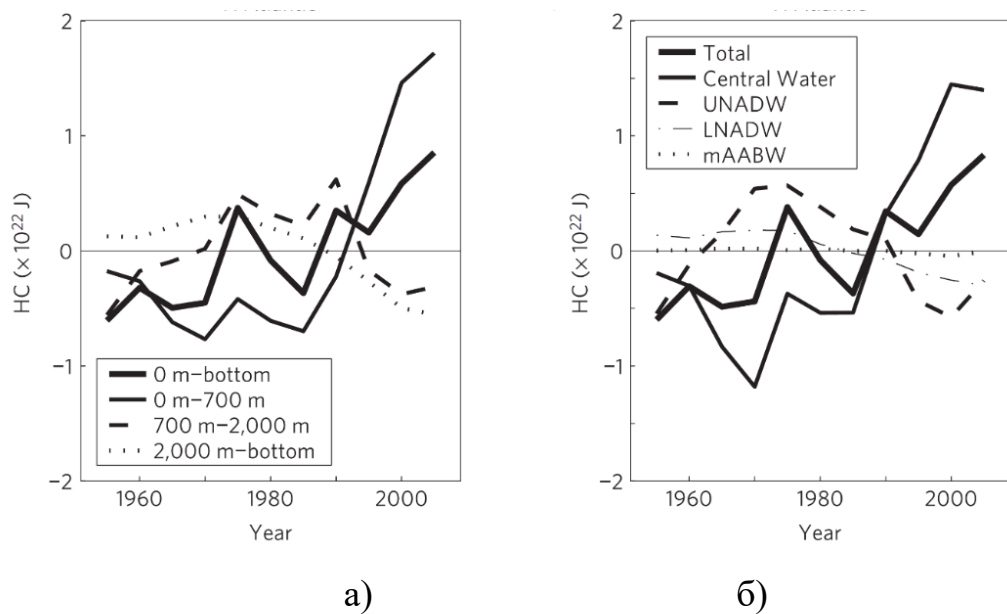 2
1
0
−1
−2
HC (× 10²² J)
0 m–bottom
0 m–700 m
700 m–2,000 m
2,000 m–bottom
1960
1980
2000
Year
а)
2
1
0
−1
−2
HC (× 10²² J)
Total
Central Water
UNADW
LNADW
mAABW
1960
1980
2000
Year
б)